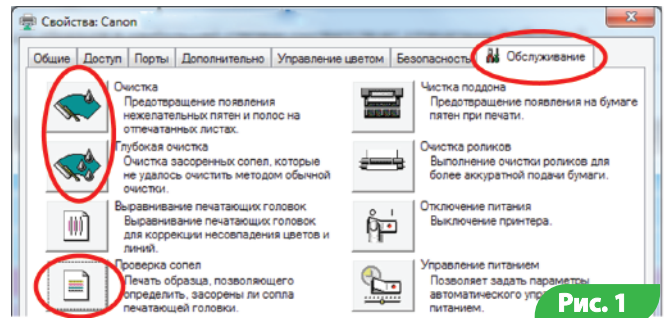 Свойства: Canon
Общие Доступ Порты Дополнительно Управление цветом Безопасность Обслуживание
Очистка
Предотвращение появления
нежелательных пятен и полос на
отпечатанных листах.
Глубокая очистка
Очистка засоренных сопел, которые
не удалось очистить методом обычной
очистки.
Выравнивание печатающих головок
Выравнивание печатающих головок
для коррекции несовпадения цветов и
линий.
Проверка сопел
Печать образца, позволяющего
определить, засорены ли сопла
печатающей головки.
Чистка поддона
Предотвращение появления на бумаге
пятен при печати.
Очистка роликов
Выполнение очистки роликов для
более аккуратной подачи бумаги.
Отключение питания
Выключение принтера.
Управление питанием
Позволяет задать параметры
автоматического
питанием.
Рис. 1